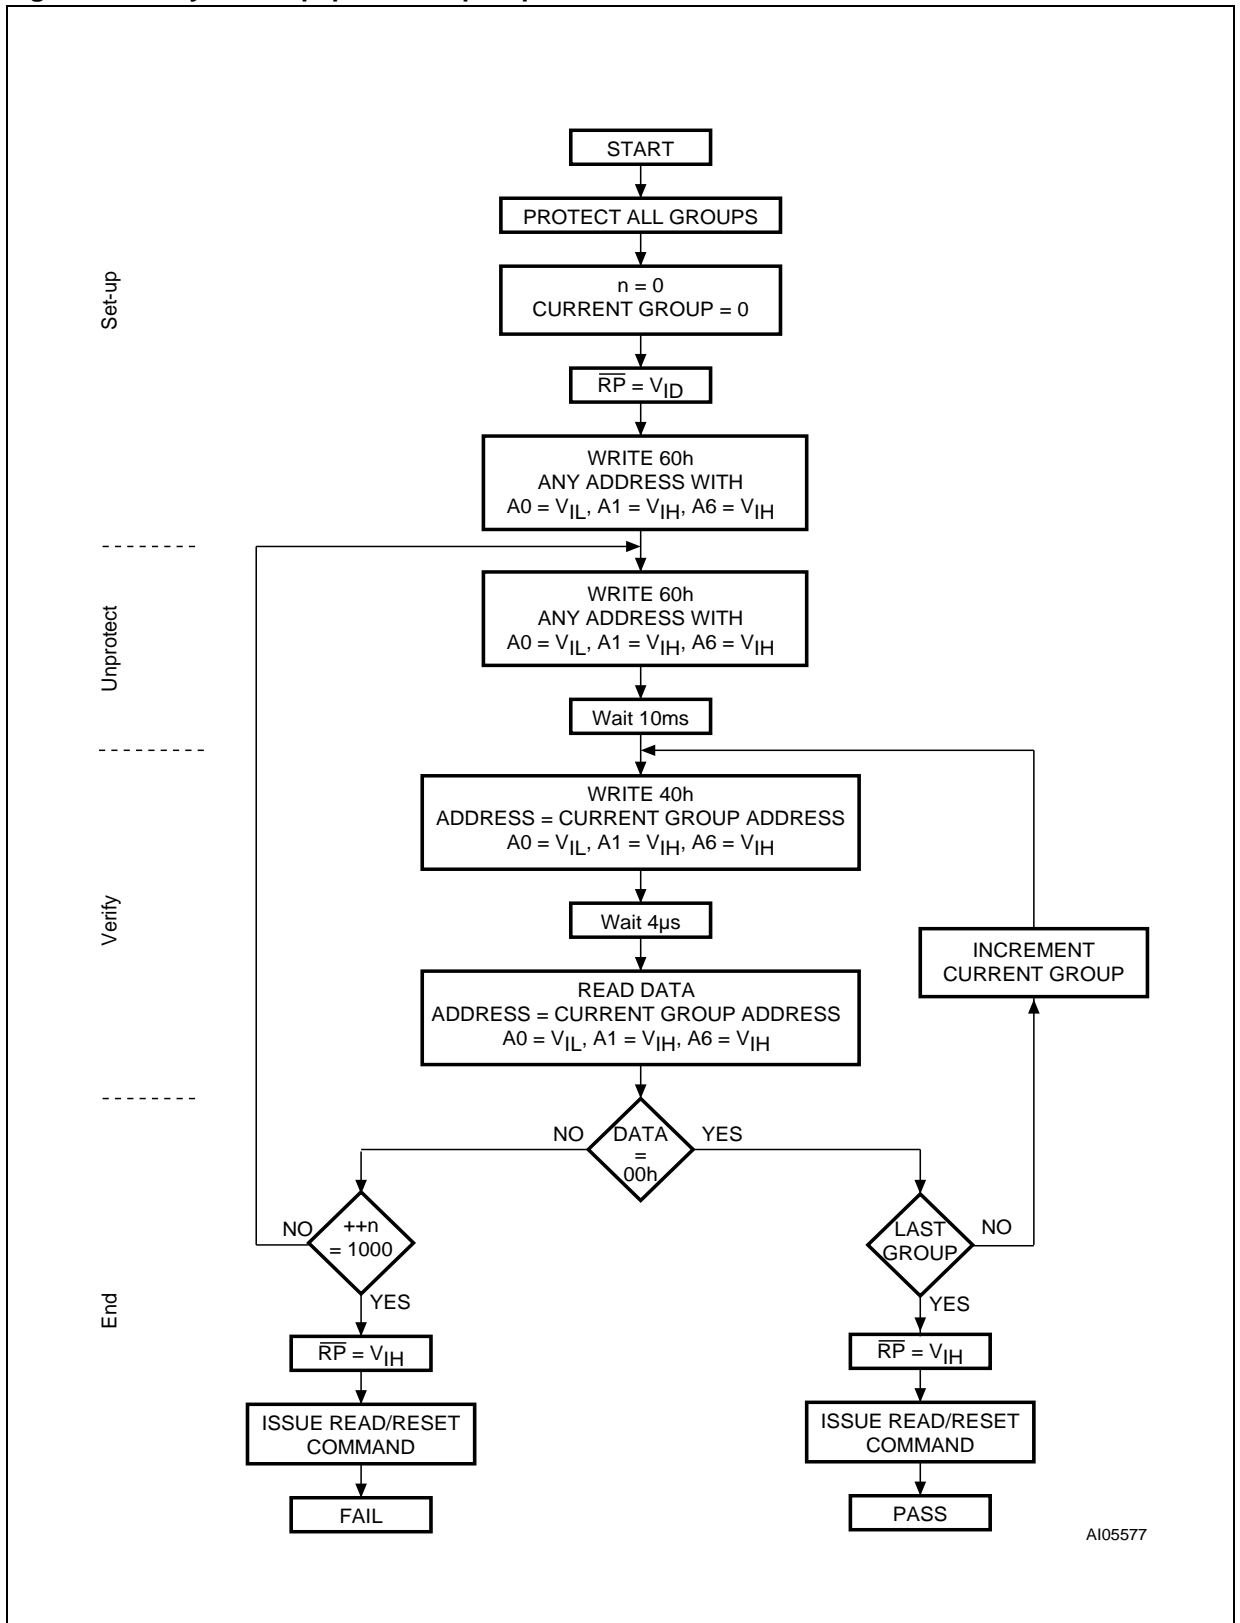 START
PROTECT ALL GROUPS
n = 0
CURRENT GROUP = 0
Set-up
RP = VID
WRITE 60h
ANY ADDRESS WITH
A0 = VIL, A1 = VIH, A6 = VIH
WRITE 60h
ANY ADDRESS WITH
A0 = VIL, A1 = VIH, A6 = VIH
Unprotect
Wait 10ms
WRITE 40h
ADDRESS = CURRENT GROUP ADDRESS
A0 = VIL, A1 = VIH, A6 = VIH
Verify
Wait 4µs
INCREMENT
CURRENT GROUP
READ DATA
ADDRESS = CURRENT GROUP ADDRESS
A0 = VIL, A1 = VIH, A6 = VIH
NO
DATA
=
00h
YES
NO
++n
= 1000
YES
LAST
GROUP
NO
YES
End
RP = VIH
RP = VIH
ISSUE READ/RESET
COMMAND
ISSUE READ/RESET
COMMAND
FAIL
PASS
AI05577